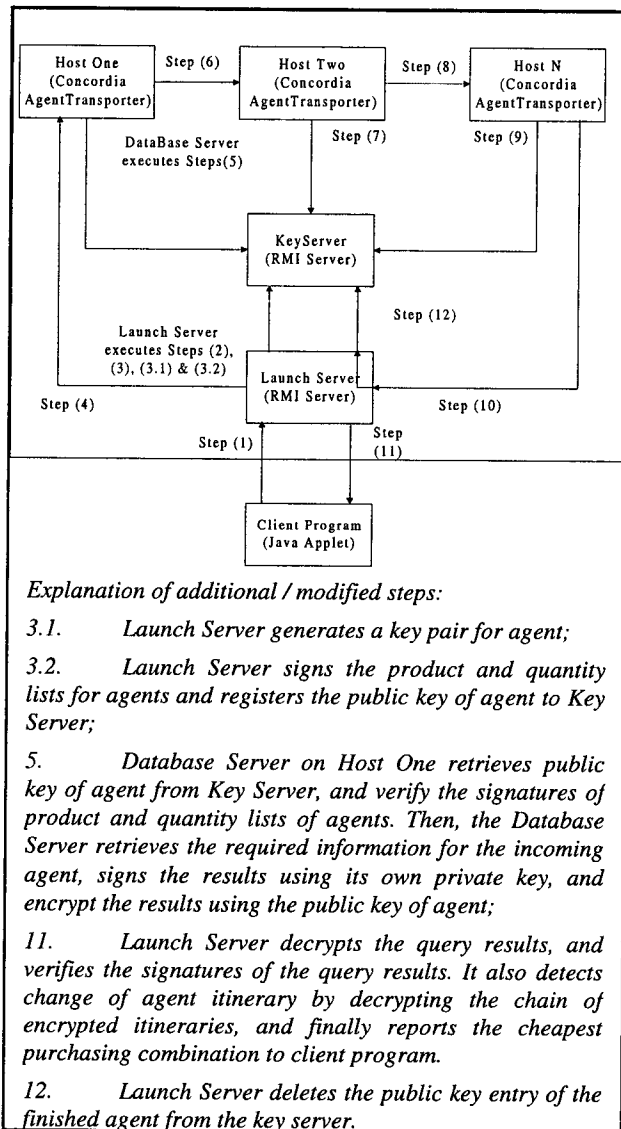 Host One
(Concordia
AgentTransporter)
Step (6)
Host Two
(Concordia
AgentTransporter)
Step (8)
Host N
(Concordia
AgentTransporter)
DataBase Server
executes Steps(5)
Step (7)
Step (9)
KeyServer
(RMI Server)
Step (12)
Launch Server
executes Steps (2),
(3), (3.1) & (3.2)
Launch Server
(RMI Server)
Step (4)
Step (10)
Step (1)
Step
(11)
Client Program
(Java Applet)
Explanation of additional / modified steps:
3.1. Launch Server generates a key pair for agent;
3.2. Launch Server signs the product and quantity
lists for agents and registers the public key of agent to Key
Server;
5. Database Server on Host One retrieves public
key of agent from Key Server, and verify the signatures of
product and quantity lists of agents. Then, the Database
Server retrieves the required information for the incoming
agent, signs the results using its own private key, and
encrypt the results using the public key of agent;
11. Launch Server decrypts the query results, and
verifies the signatures of the query results. It also detects
change of agent itinerary by decrypting the chain of
encrypted itineraries, and finally reports the cheapest
purchasing combination to client program.
12. Launch Server deletes the public key entry of the
finished agent from the key server.